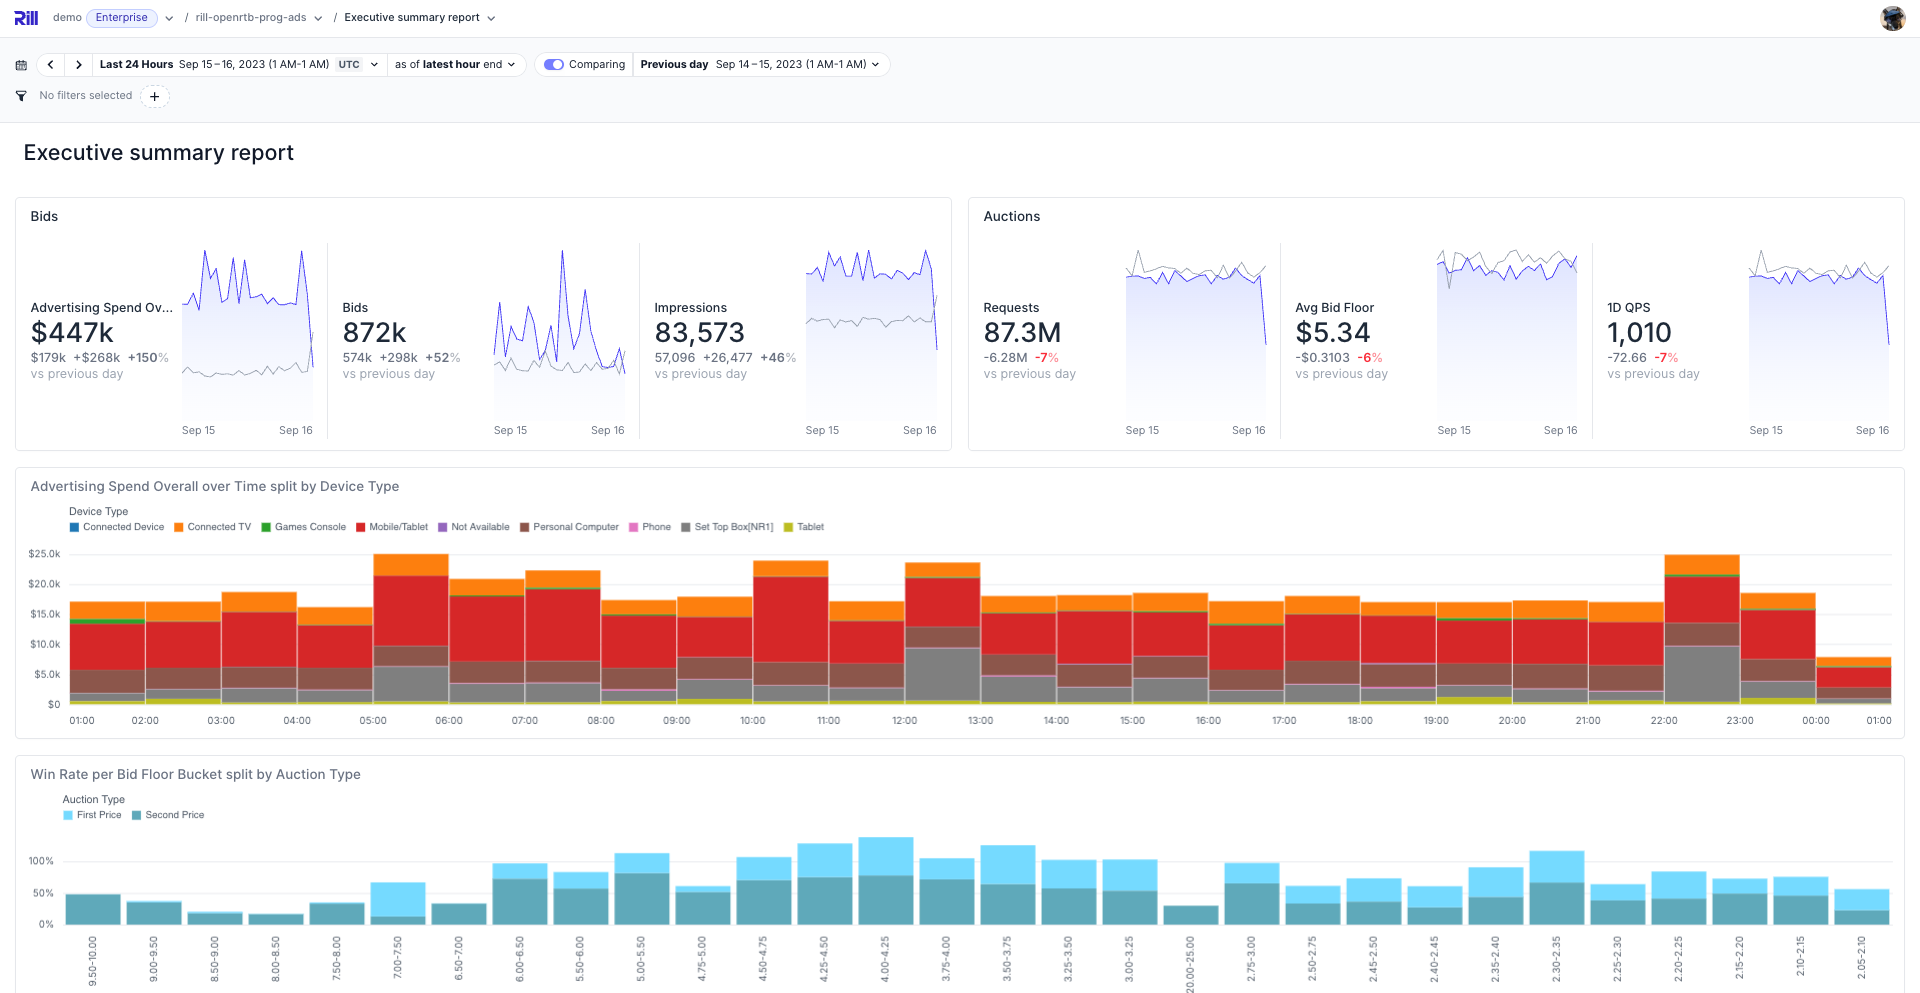 Rill demo Enterprise / rill-openrtb-prog-ads / Executive summary report
Last 24 Hours Sep 15 – 16, 2023 (1 AM-1 AM) UTC as of latest hour end Comparing Previous day Sep 14 – 15, 2023 (1 AM-1 AM)
No filters selected +
Executive summary report
Bids
Advertising Spend Ov...
$447k
$179k +$268k +150%
vs previous day
Sep 15 Sep 16
Bids
872k
574k +298k +52%
vs previous day
Sep 15 Sep 16
Impressions
83,573
57,096 +26,477 +46%
vs previous day
Sep 15 Sep 16
Auctions
Requests
87.3M
-6.28M -7%
vs previous day
Sep 15 Sep 16
Avg Bid Floor
$5.34
-$0.3103 -6%
vs previous day
Sep 15 Sep 16
1D QPS
1,010
-72.66 -7%
vs previous day
Sep 15 Sep 16
Advertising Spend Overall over Time split by Device Type
Device Type
Connected Device Connected TV Games Console Mobile/Tablet Not Available Personal Computer Phone Set Top Box[NR1] Tablet
$25.0k
$20.0k
$15.0k
$10.0k
$5.0k
$0
01:00 02:00 03:00 04:00 05:00 06:00 07:00 08:00 09:00 10:00 11:00 12:00 13:00 14:00 15:00 16:00 17:00 18:00 19:00 20:00 21:00 22:00 23:00 00:00 01:00
Win Rate per Bid Floor Bucket split by Auction Type
Auction Type
First Price Second Price
100%
50%
0%
9.50-10.00 9.00-9.50 8.50-9.00 8.00-8.50 7.50-8.00 7.00-7.50 6.50-7.00 6.00-6.50 5.50-6.00 5.00-5.50 4.75-5.00 4.50-4.75 4.25-4.50 4.00-4.25 3.75-4.00 3.50-3.75 3.25-3.50 3.00-3.25 20.00-25.00 2.75-3.00 2.50-2.75 2.45-2.50 2.40-2.45 2.35-2.40 2.30-2.35 2.25-2.30 2.20-2.25 2.15-2.20 2.10-2.15 2.05-2.10